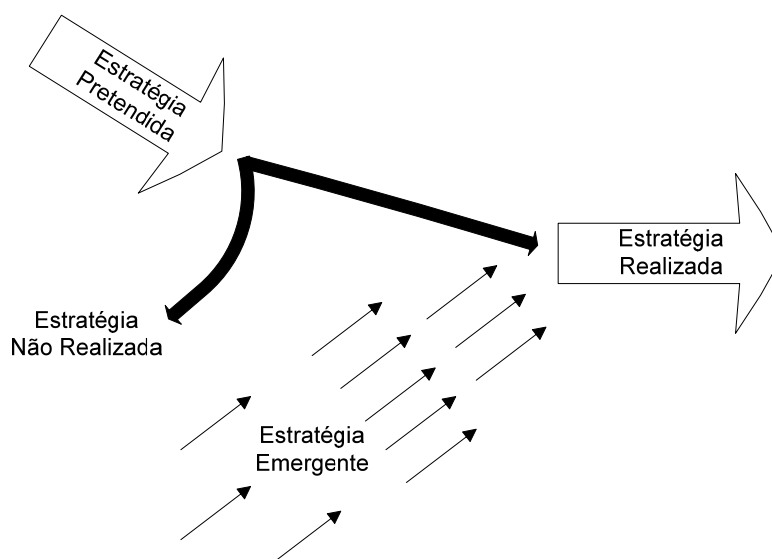 Estratégia
Pretendida
Estratégia
Realizada
Estratégia
Não Realizada
Estratégia
Emergente